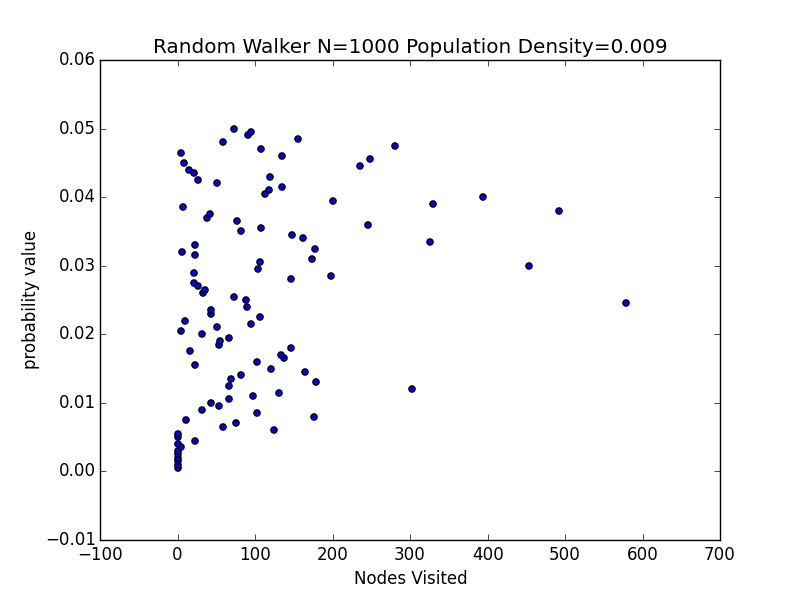 Random Walker N=1000 Population Density=0.009
0.06
0.05
0.04
0.03
0.02
0.01
0.00
−0.01
probability value
−100 0 100 200 300 400 500 600 700
Nodes Visited